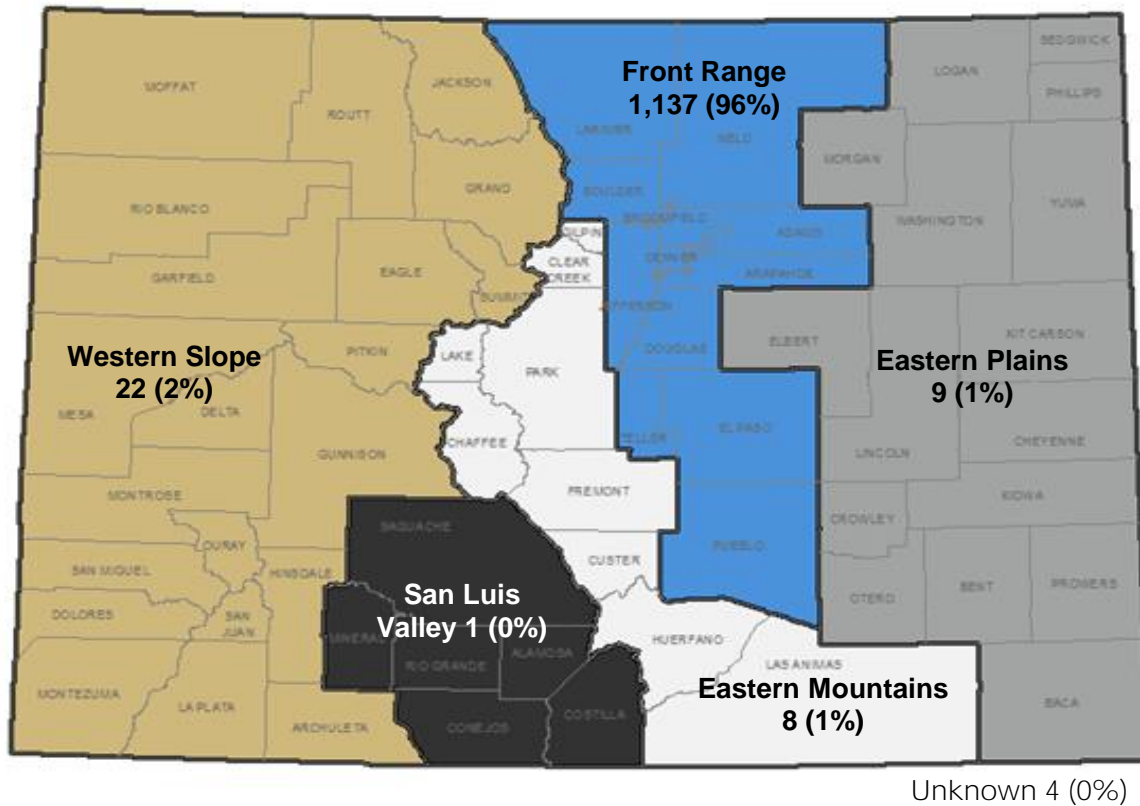 SEDGWICK
LOGAN
MOFFAT
JACKSON
Front Range
1,137 (96%)
PHILLIPS
ROUTT
LARIMER
WELD
MORGAN
GRAND
BOULDER
RIO BLANCO
YUMA
BROOMFIELD
WASHINGTON
GILPIN
ADAMS
CLEAR
CREEK
DENVER
EAGLE
GARFIELD
ARAPAHOE
SUMMIT
JEFFERSON
KIT CARSON
ELBERT
Western Slope
22 (2%)
PITKIN
LAKE
DOUGLAS
Eastern Plains
9 (1%)
PARK
MESA
DELTA
TELLER
EL PASO
CHAFFEE
CHEYENNE
GUNNISON
LINCOLN
FREMONT
MONTROSE
KIOWA
SAGUACHE
CROWLEY
OURAY
PUEBLO
CUSTER
SAN MIGUEL
HINSDALE
BENT
PROWERS
San Luis
Valley 1 (0%)
OTERO
DOLORES
SAN
JUAN
MINERAL
HUERFANO
ALAMOSA
RIO GRANDE
LAS ANIMAS
MONTEZUMA
LA PLATA
Eastern Mountains
8 (1%)
BACA
COSTILLA
ARCHULETA
CONEJOS
Unknown 4 (0%)